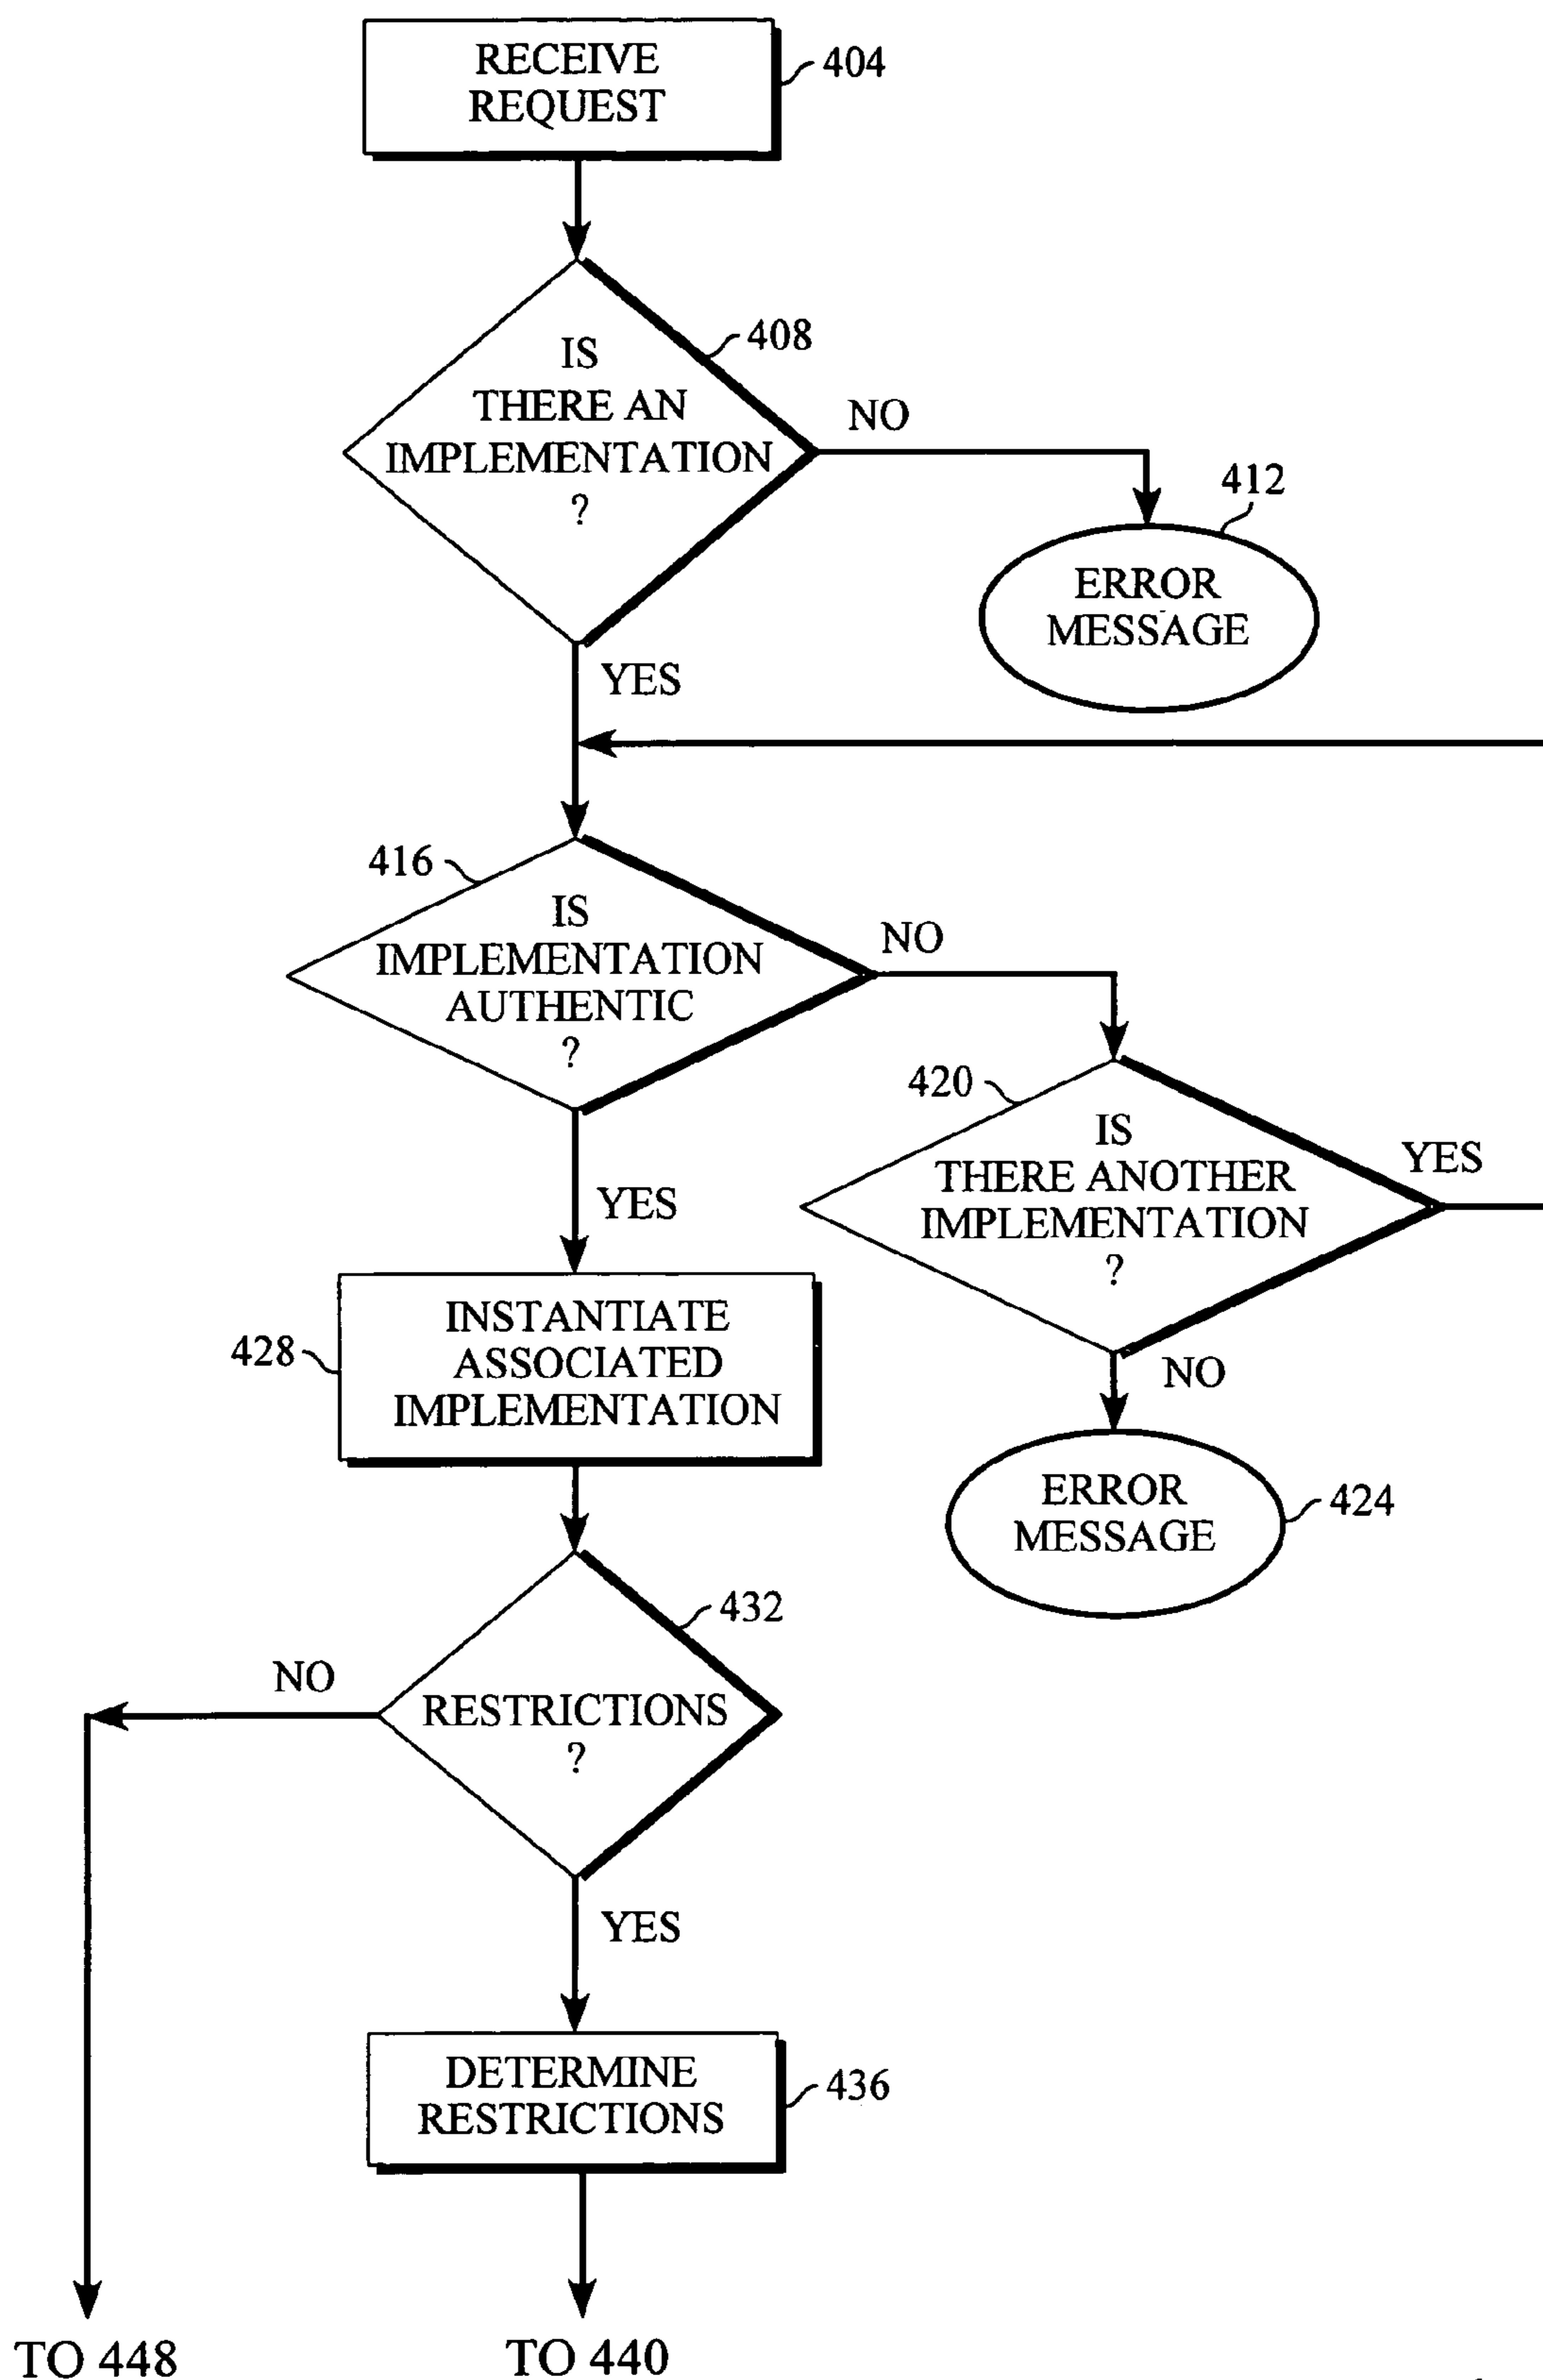 RECEIVE
REQUEST
404
IS
THERE AN
IMPLEMENTATION
?
408
NO
412
ERROR
MESSAGE
YES
416
IS
IMPLEMENTATION
AUTHENTIC
?
NO
420
IS
THERE ANOTHER
IMPLEMENTATION
?
YES
YES
NO
428
INSTANTIATE
ASSOCIATED
IMPLEMENTATION
ERROR
MESSAGE
424
432
NO
RESTRICTIONS
?
YES
DETERMINE
RESTRICTIONS
436
TO 448
TO 440